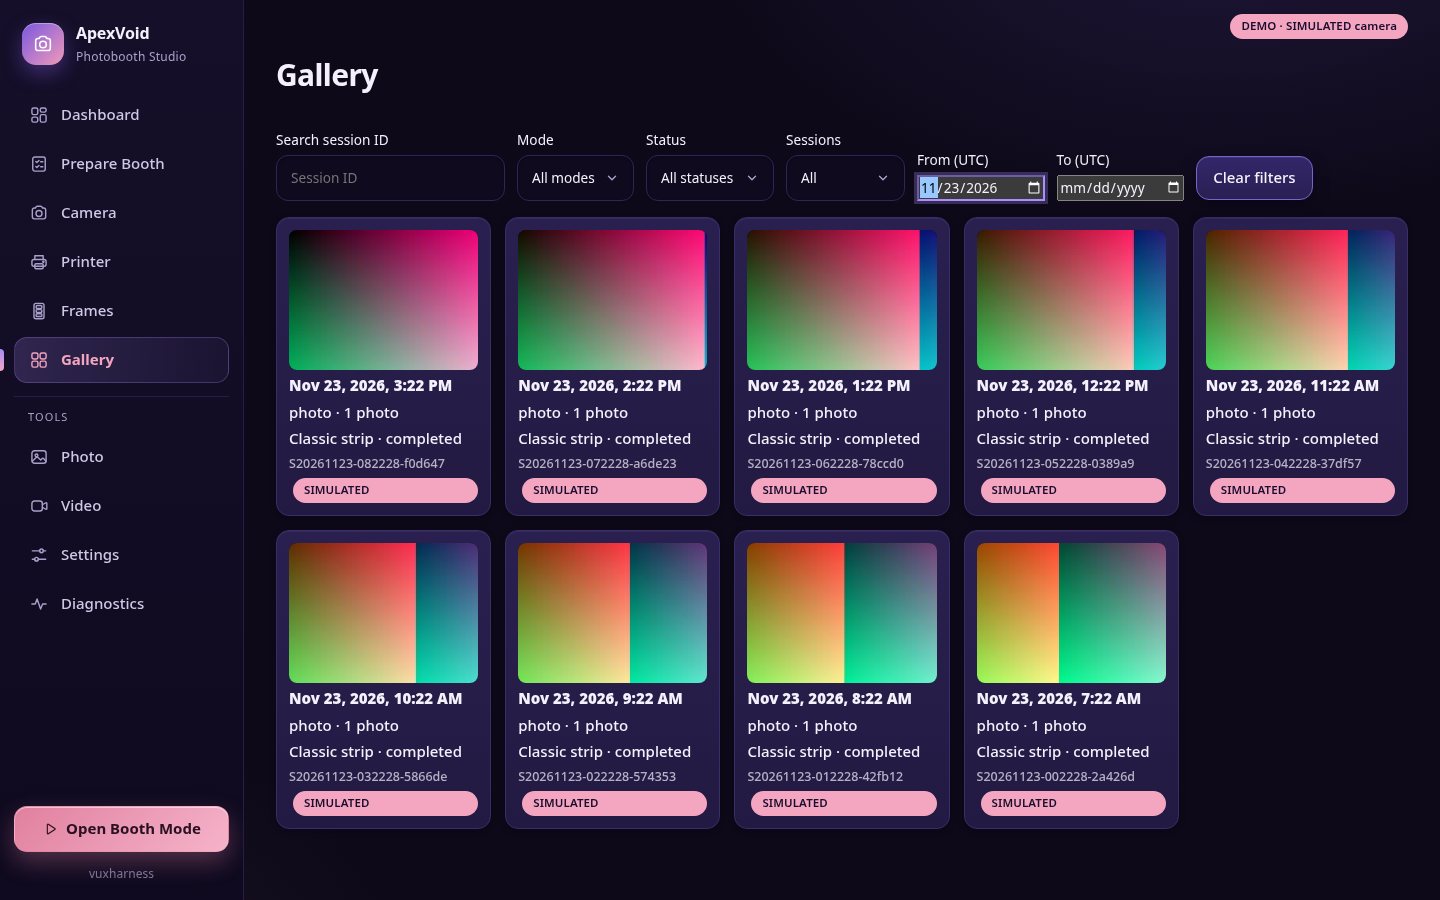 ApexVoid
Photobooth Studio
Dashboard
Prepare Booth
Camera
Printer
Frames
Gallery
TOOLS
Photo
Video
Settings
Diagnostics
Open Booth Mode
vuxharness
DEMO · SIMULATED camera
Gallery
Search session ID
Session ID
Mode
All modes
Status
All statuses
Sessions
All
From (UTC)
11/23/2026
To (UTC)
mm/dd/yyyy
Clear filters
Nov 23, 2026, 3:22 PM
photo · 1 photo
Classic strip · completed
S20261123-082228-f0d647
SIMULATED
Nov 23, 2026, 2:22 PM
photo · 1 photo
Classic strip · completed
S20261123-072228-a6de23
SIMULATED
Nov 23, 2026, 1:22 PM
photo · 1 photo
Classic strip · completed
S20261123-062228-78ccd0
SIMULATED
Nov 23, 2026, 12:22 PM
photo · 1 photo
Classic strip · completed
S20261123-052228-0389a9
SIMULATED
Nov 23, 2026, 11:22 AM
photo · 1 photo
Classic strip · completed
S20261123-042228-37df57
SIMULATED
Nov 23, 2026, 10:22 AM
photo · 1 photo
Classic strip · completed
S20261123-032228-5866de
SIMULATED
Nov 23, 2026, 9:22 AM
photo · 1 photo
Classic strip · completed
S20261123-022228-574353
SIMULATED
Nov 23, 2026, 8:22 AM
photo · 1 photo
Classic strip · completed
S20261123-012228-42fb12
SIMULATED
Nov 23, 2026, 7:22 AM
photo · 1 photo
Classic strip · completed
S20261123-002228-2a426d
SIMULATED